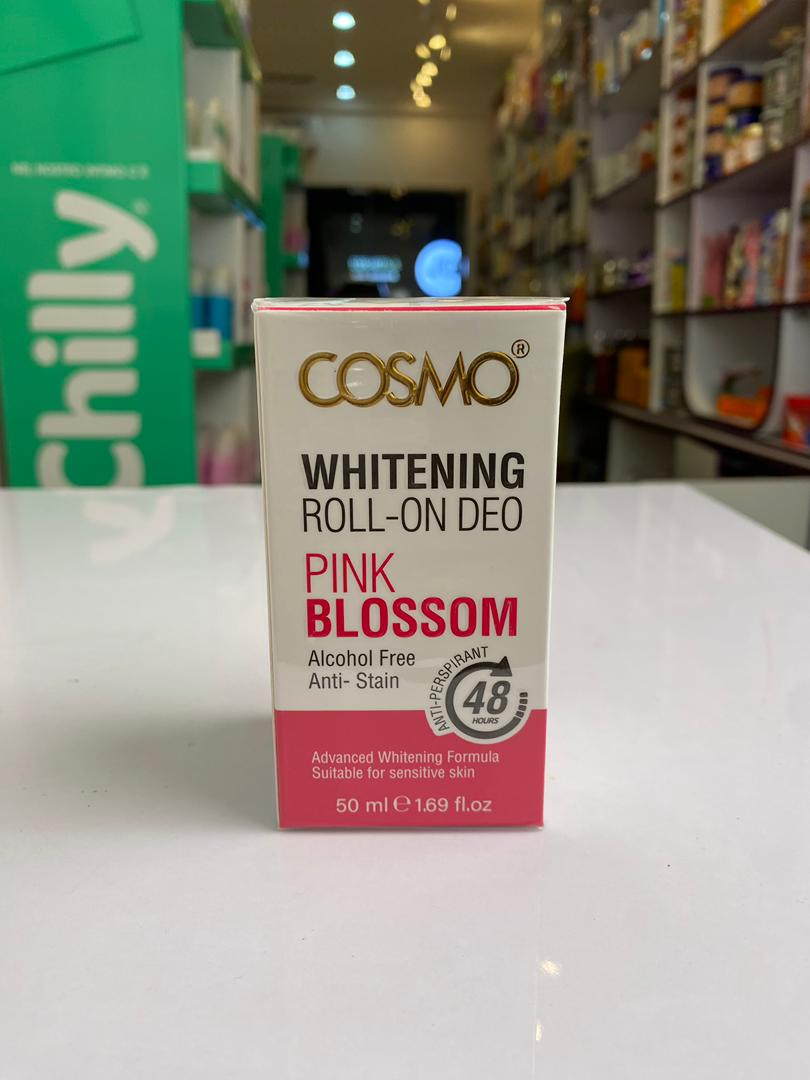 COSMO®
WHITENING
ROLL-ON DEO
PINK
BLOSSOM
Alcohol Free
Anti- Stain
ANTI-PERSPIRANT
48
HOURS
Advanced Whitening Formula
Suitable for sensitive skin
50 ml ℮ 1.69 fl.oz
Chilly